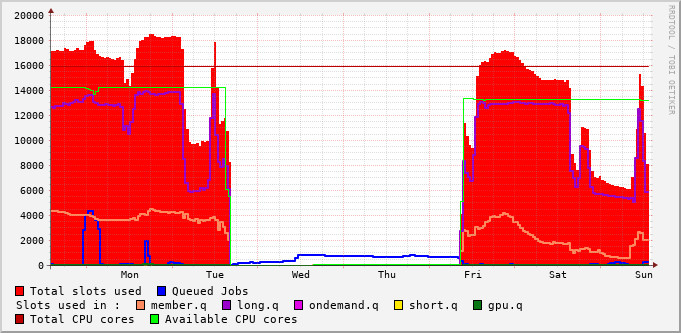 20000
18000
16000
14000
12000
10000
8000
6000
4000
2000
0
Mon Tue Wed Thu Fri Sat Sun
RRDTOOL / TOBI OETIKER
Total slots used Queued Jobs
Slots used in : member.q long.q ondemand.q short.q gpu.q
Total CPU cores Available CPU cores